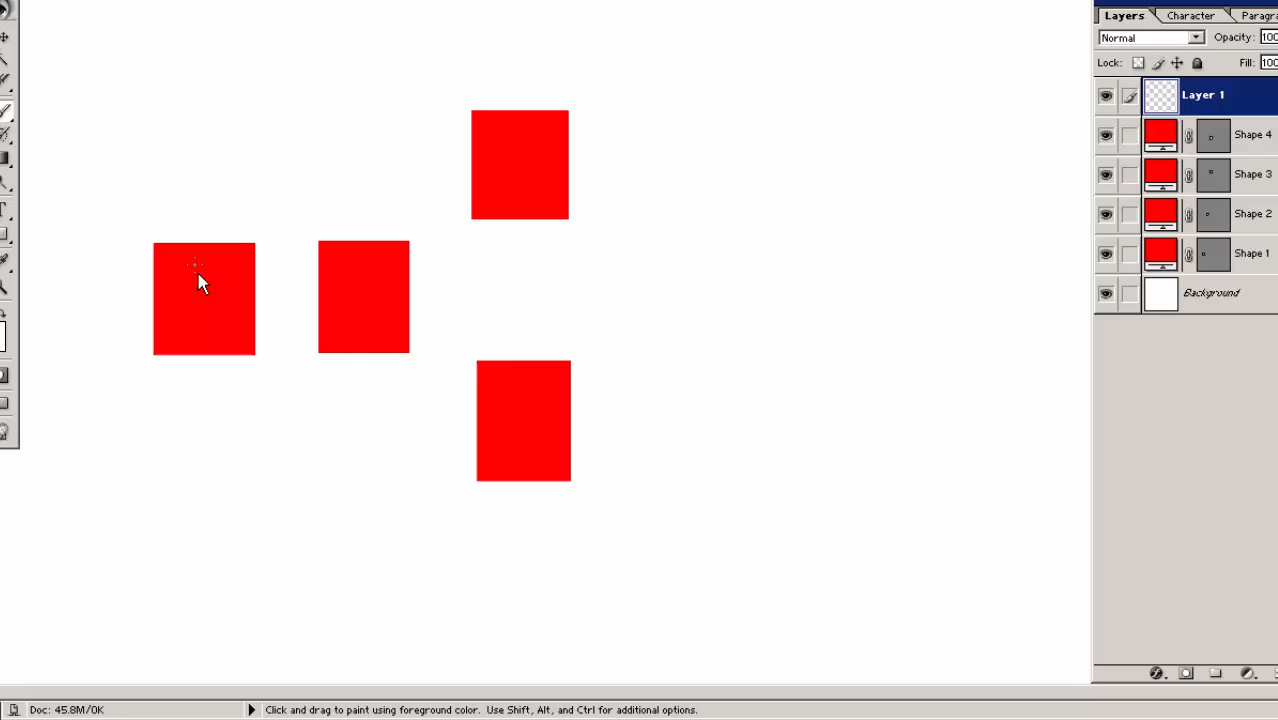 Layers Character Paragra
Normal Opacity: 100
Lock: Fill: 100
Layer 1
Shape 4
Shape 3
Shape 2
Shape 1
Background
Doc: 45.8M/0K Click and drag to paint using foreground color. Use Shift, Alt, and Ctrl for additional options.